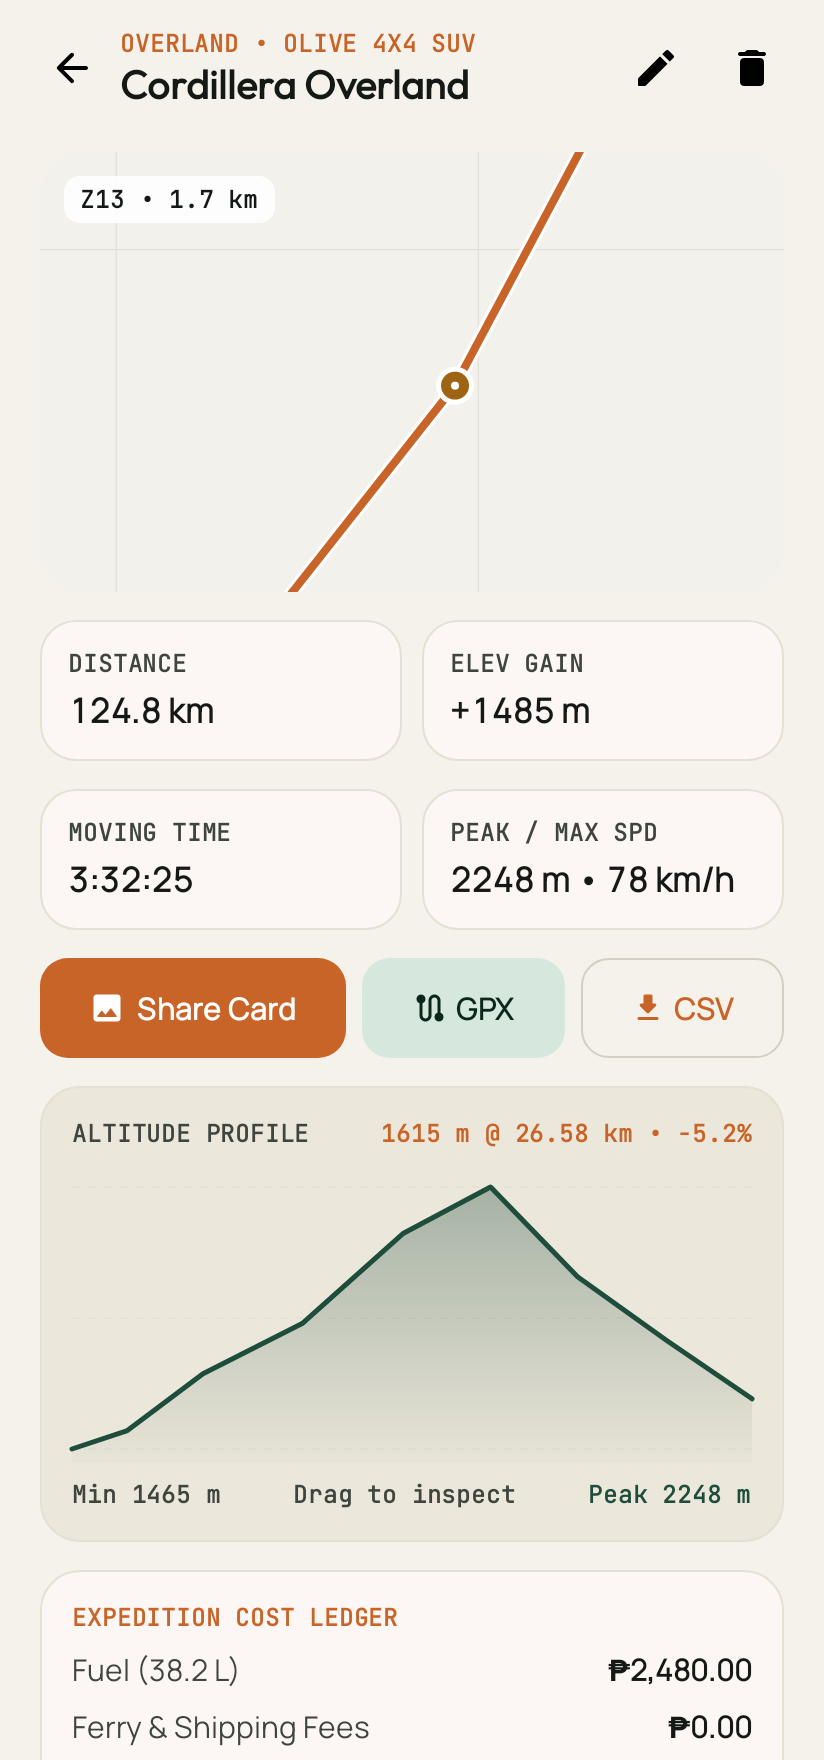 OVERLAND • OLIVE 4X4 SUV
Cordillera Overland
Z13 • 1.7 km
DISTANCE
124.8 km
ELEV GAIN
+1485 m
MOVING TIME
3:32:25
PEAK / MAX SPD
2248 m • 78 km/h
Share Card
GPX
CSV
ALTITUDE PROFILE
1615 m @ 26.58 km • -5.2%
Min 1465 m
Drag to inspect
Peak 2248 m
EXPEDITION COST LEDGER
Fuel (38.2 L)
₱2,480.00
Ferry & Shipping Fees
₱0.00